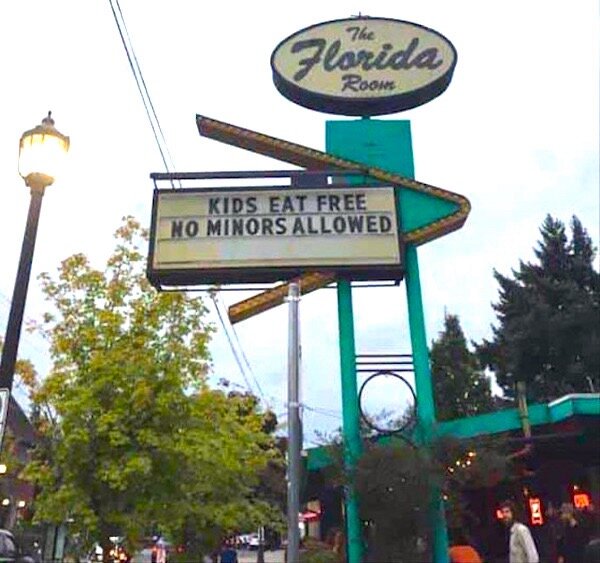 The
Florida
Room
KIDS EAT FREE
NO MINORS ALLOWED